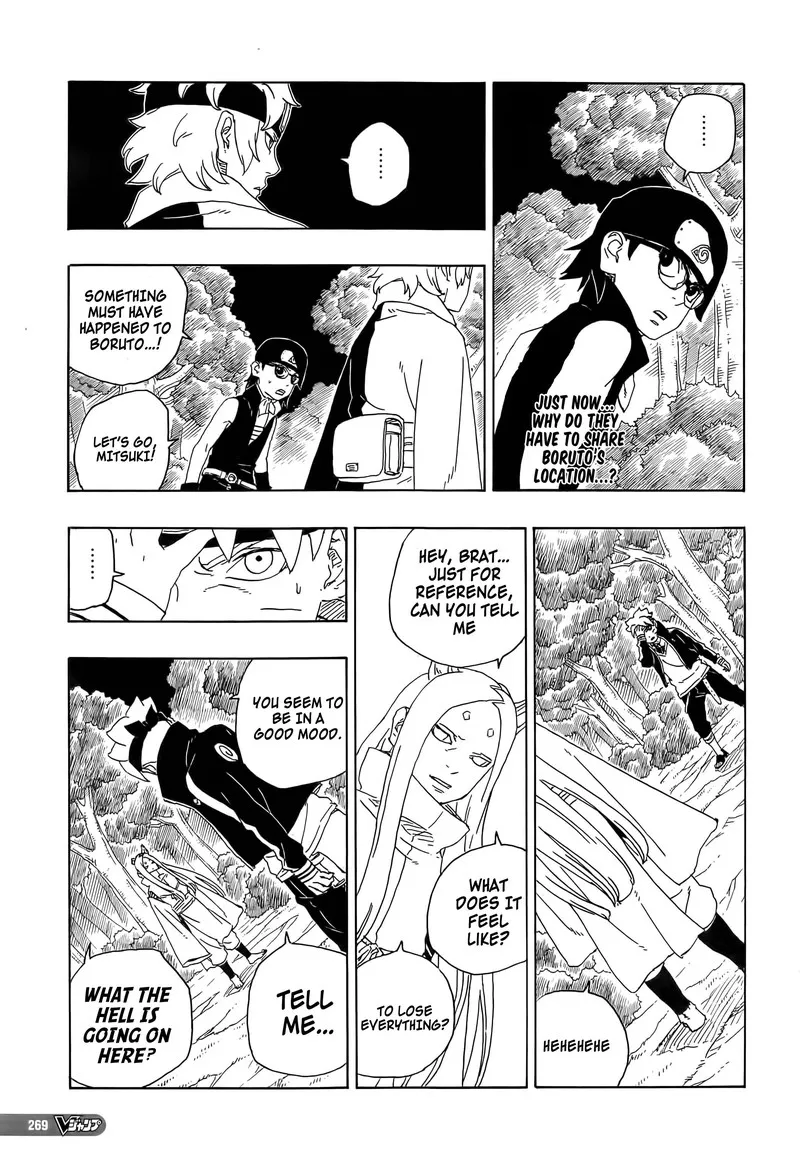 ......
JUST NOW...
WHY DO THEY
HAVE TO SHARE
BORUTO'S
LOCATION...?
......
SOMETHING
MUST HAVE
HAPPENED TO
BORUTO...!
LET'S GO,
MITSUKI!
HEHEHEHE
HEY, BRAT...
JUST FOR
REFERENCE,
CAN YOU TELL
ME
WHAT
DOES IT
FEEL
LIKE?
TO LOSE
EVERYTHING?
......
YOU SEEM TO
BE IN A
GOOD MOOD.
TELL
ME...
WHAT THE
HELL IS
GOING ON
HERE?
269
Vジャンプ